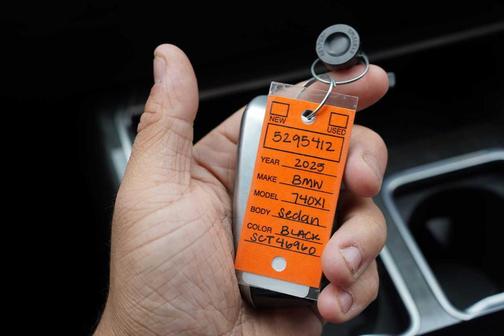 NEW USED
5295412
YEAR 2025
MAKE BMW
MODEL 740XI
BODY Sedan
COLOR BLACK
SCT46960